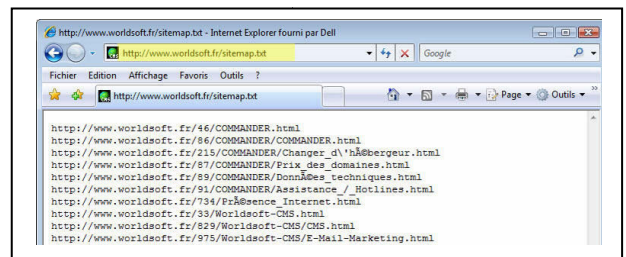 http://www.worldsoft.fr/sitemap.txt - Internet Explorer fourni par Dell
http://www.worldsoft.fr/sitemap.txt Google
Fichier Edition Affichage Favoris Outils ?
http://www.worldsoft.fr/sitemap.txt Page Outils »
http://www.worldsoft.fr/46/COMMANDER.html
http://www.worldsoft.fr/86/COMMANDER/COMMANDER.html
http://www.worldsoft.fr/215/COMMANDER/Changer_d\'hÃ©bergeur.html
http://www.worldsoft.fr/87/COMMANDER/Prix_des_domaines.html
http://www.worldsoft.fr/89/COMMANDER/DonnÃ©es_techniques.html
http://www.worldsoft.fr/91/COMMANDER/Assistance_/_Hotlines.html
http://www.worldsoft.fr/734/PrÃ©sence_Internet.html
http://www.worldsoft.fr/33/Worldsoft-CMS.html
http://www.worldsoft.fr/829/Worldsoft-CMS/CMS.html
http://www.worldsoft.fr/975/Worldsoft-CMS/E-Mail-Marketing.html